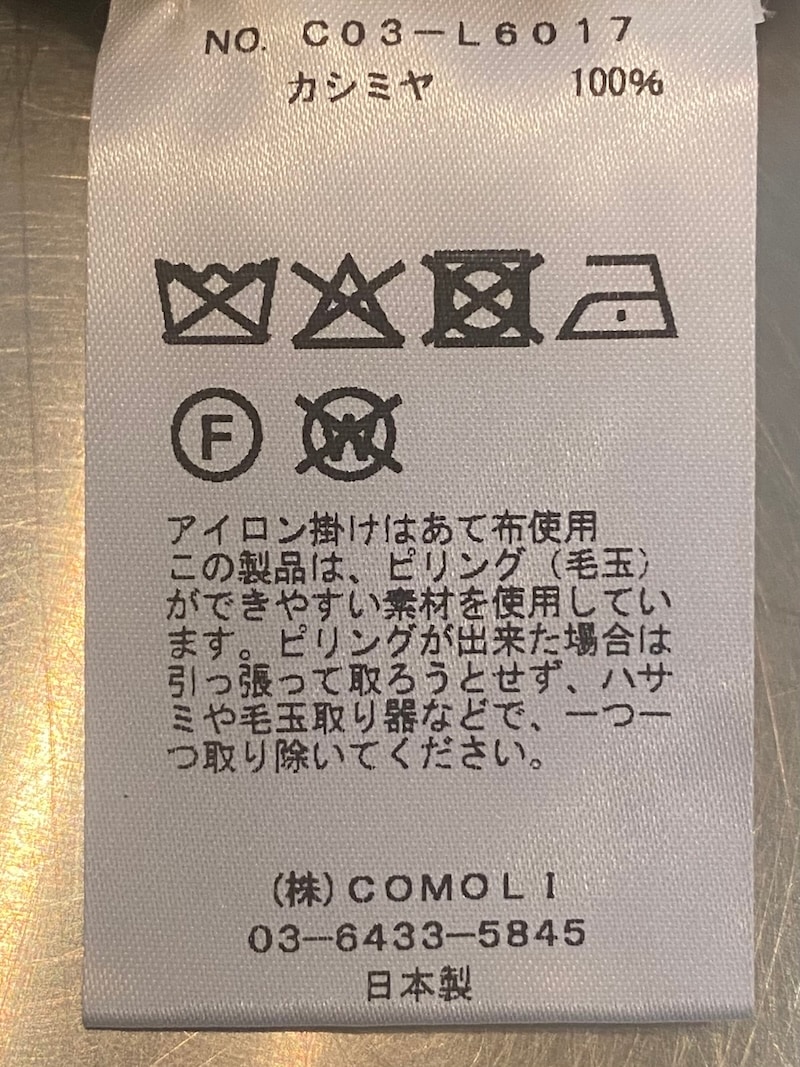 NO. C03-L6017
カシミヤ 100%
F
W
アイロン掛けはあて布使用
この製品は、ピリング（毛玉）
ができやすい素材を使用してい
ます。ピリングが出来た場合は
引っ張って取ろうとせず、ハサ
ミや毛玉取り器などで、一つ一
つ取り除いてください。
(株)COMOLI
03-6433-5845
日本製